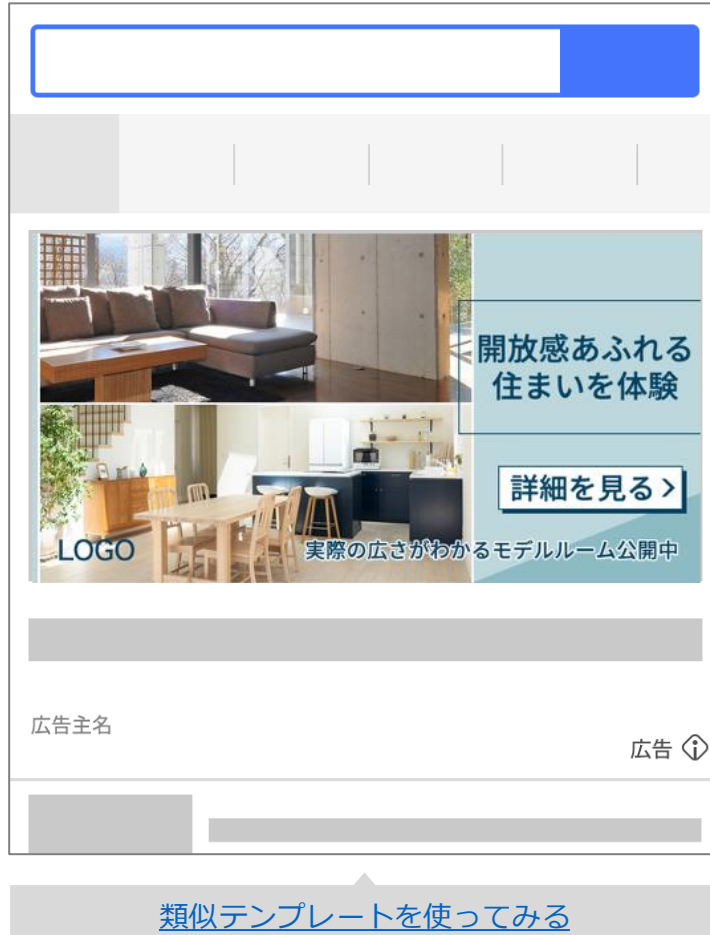 開放感あふれる
住まいを体験
詳細を見る
LOGO
実際の広さがわかるモデルルーム公開中
広告主名
広告
類似テンプレートを使ってみる